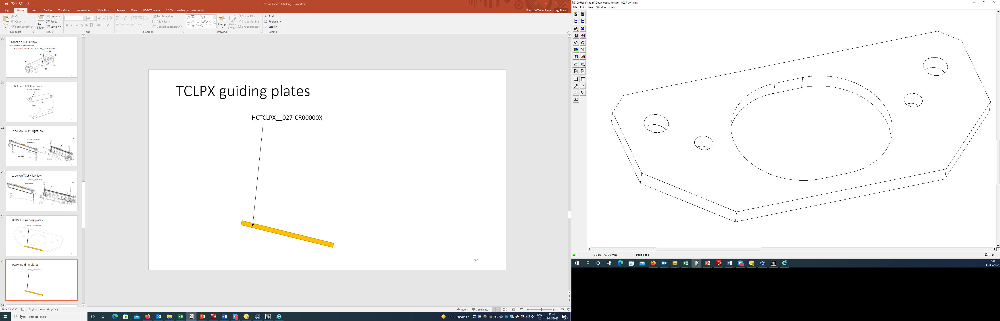 Protos_Xseries_labelling - PowerPoint
File Home Insert Design Transitions Animations Slide Show Review View PDF-XChange Tell me what you want to do...
Francois-Xavier Nuiry Share
Paste
Cut
Copy
Format Painter
Clipboard
New Slide
Layout
Reset
Section
Slides
44
Font
Text Direction
Align Text
Convert to SmartArt
Paragraph
Arrange
Quick Styles
Shape Fill
Shape Outline
Shape Effects
Drawing
Find
Replace
Select
Editing
20
Label on TCLPX tank
• Vacuum tank: 1 asset number:
Engraved on the tank: HCTCLPX__002-CR000001
21
Label on TCLPX tank cover
22
Label on TCLPX right jaw
23
Label on TCLPX left jaw
24
TCLPX Fix guiding plates
25
TCLPX guiding plates
26
TCLPX guiding plates
HCTCLPX__027-CR00000X
25
Slide 25 of 35 English (United Kingdom)
Notes Comments 125%
Type here to search
12°C Ensoleillé
ENG
US
17:44
11/03/2022
2
C:\Users\fnuiry\Downloads\lhctclpx__0027-v0(1).plt
File Edit View Window Help
68.000, 127.925 mm Page 1 of 1 0
17:44
11/03/2022